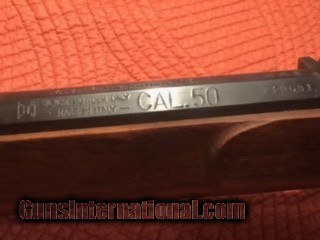 BLACK POWDER ONLY
MADE IN ITALY
CAL.50
GunsInternational.com